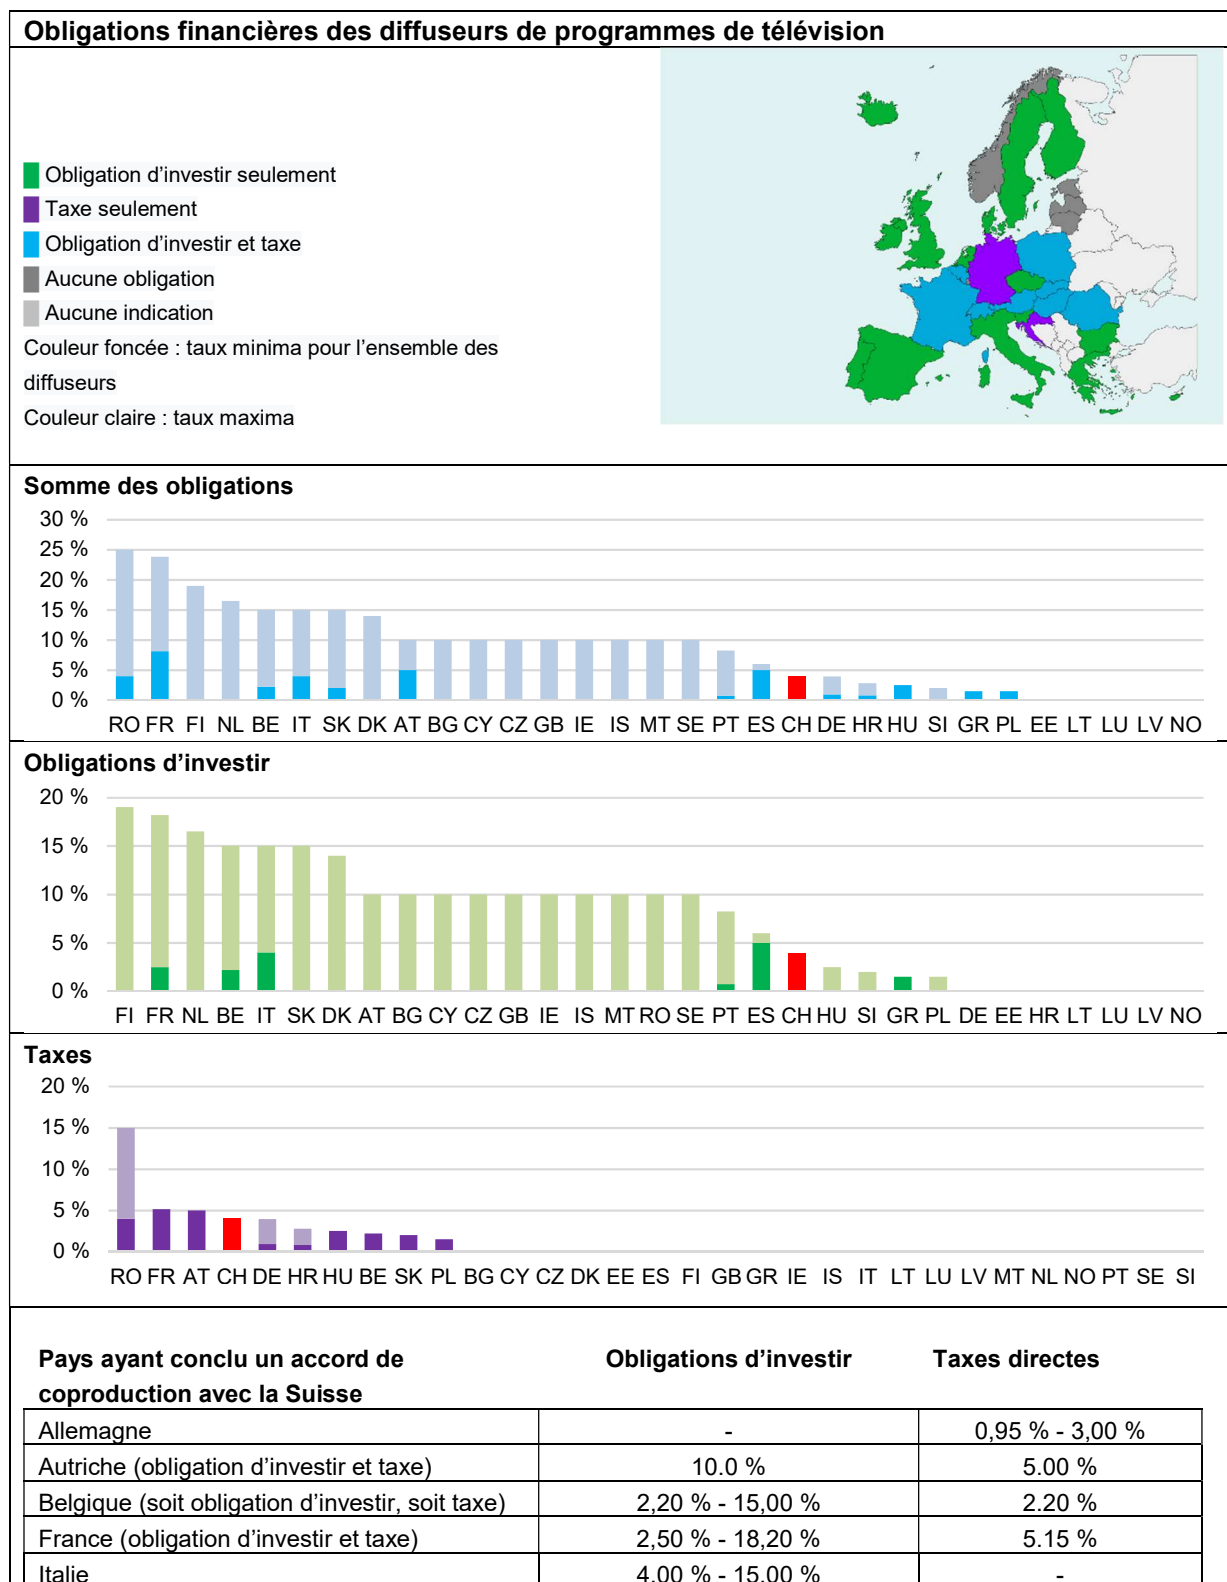 Obligations financières des diffuseurs de programmes de télévision
Obligation d'investir seulement
Taxe seulement
Obligation d'investir et taxe
Aucune obligation
Aucune indication
Couleur foncée : taux minima pour l'ensemble des
diffuseurs
Couleur claire : taux maxima
Somme des obligations
30 %
25 %
20 %
15 %
10 %
5 %
0 %
RO FR FI NL BE IT SK DK AT BG CY CZ GB IE IS MT SE PT ES CH DE HR HU SI GR PL EE LT LU LV NO
Obligations d'investir
20 %
15 %
10 %
5 %
0 %
FI FR NL BE IT SK DK AT BG CY CZ GB IE IS MT RO SE PT ES CH HU SI GR PL DE EE HR LT LU LV NO
Taxes
20 %
15 %
10 %
5 %
0 %
RO FR AT CH DE HR HU BE SK PL BG CY CZ DK EE ES FI GB GR IE IS IT LT LU LV MT NL NO PT SE SI
Pays ayant conclu un accord de Obligations d'investir Taxes directes
coproduction avec la Suisse
Allemagne - 0,95 % - 3,00 %
Autriche (obligation d'investir et taxe) 10.0 % 5.00 %
Belgique (soit obligation d'investir, soit taxe) 2,20 % - 15,00 % 2.20 %
France (obligation d'investir et taxe) 2,50 % - 18,20 % 5.15 %
Italie 4,00 % - 15,00 % -